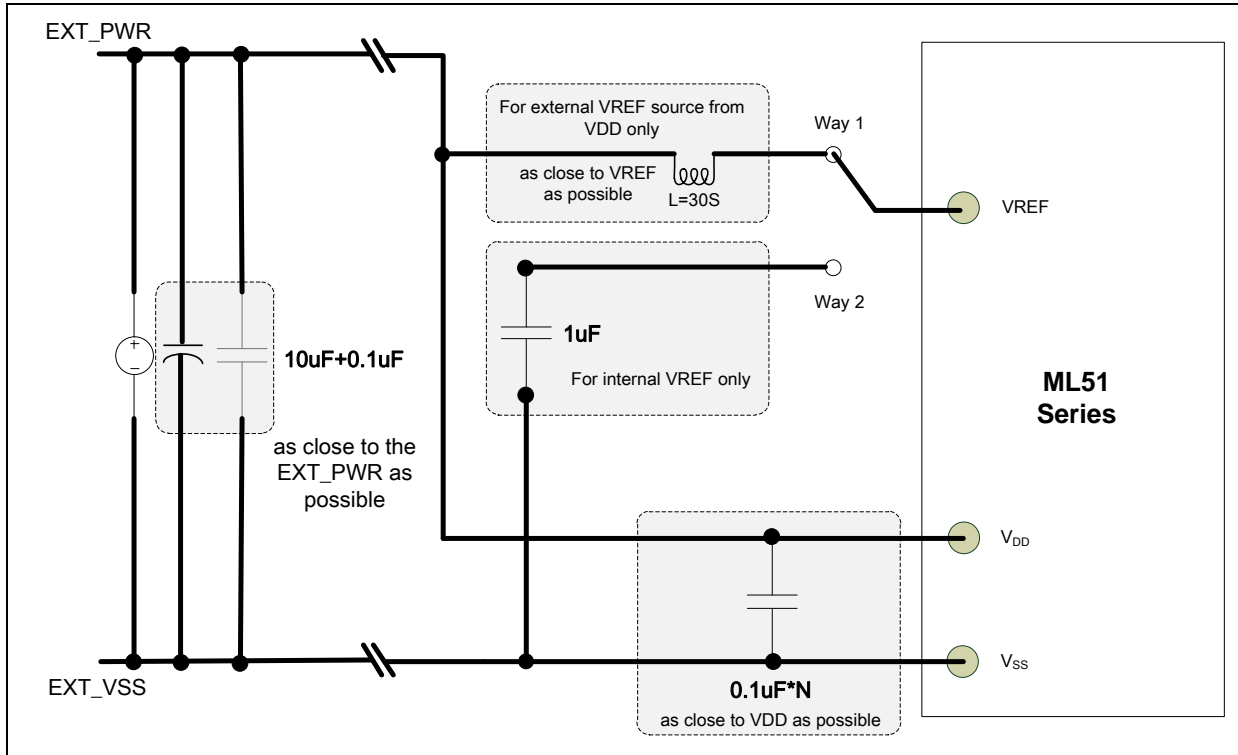 EXT_PWR
For external VREF source from
VDD only
as close to VREF
as possible
L=30S
Way 1
VREF
Way 2
+
−
10uF+0.1uF
as close to the
EXT_PWR as
possible
1uF
For internal VREF only
ML51
Series
VDD
VSS
EXT_VSS
0.1uF*N
as close to VDD as possible